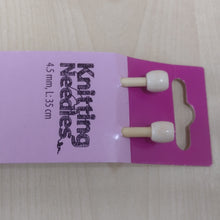 Knitting
Needles
4.5 mm, L: 35 cm